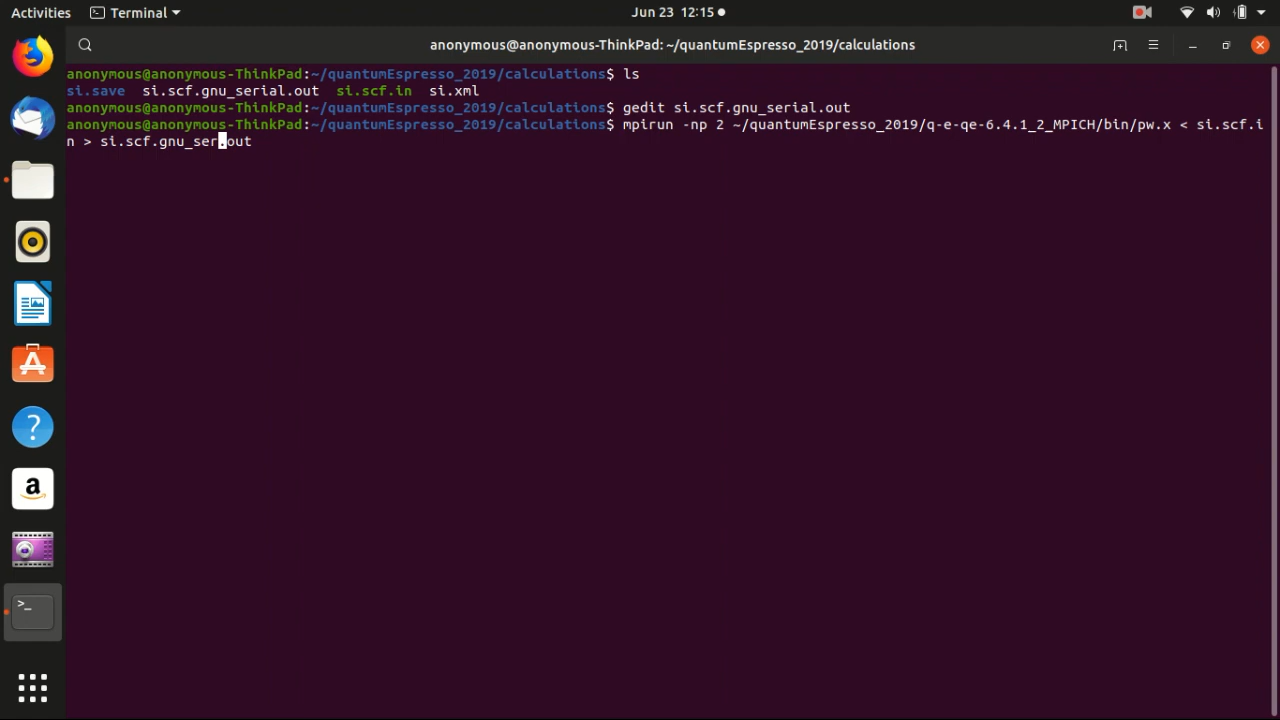 Activities Terminal Jun 23 12:15
anonymous@anonymous-ThinkPad: ~/quantumEspresso_2019/calculations
anonymous@anonymous-ThinkPad:~/quantumEspresso_2019/calculations$ ls
si.save si.scf.gnu_serial.out si.scf.in si.xml
anonymous@anonymous-ThinkPad:~/quantumEspresso_2019/calculations$ gedit si.scf.gnu_serial.out
anonymous@anonymous-ThinkPad:~/quantumEspresso_2019/calculations$ mpirun -np 2 ~/quantumEspresso_2019/q-e-qe-6.4.1_2_MPICH/bin/pw.x < si.scf.i
n > si.scf.gnu_ser.out